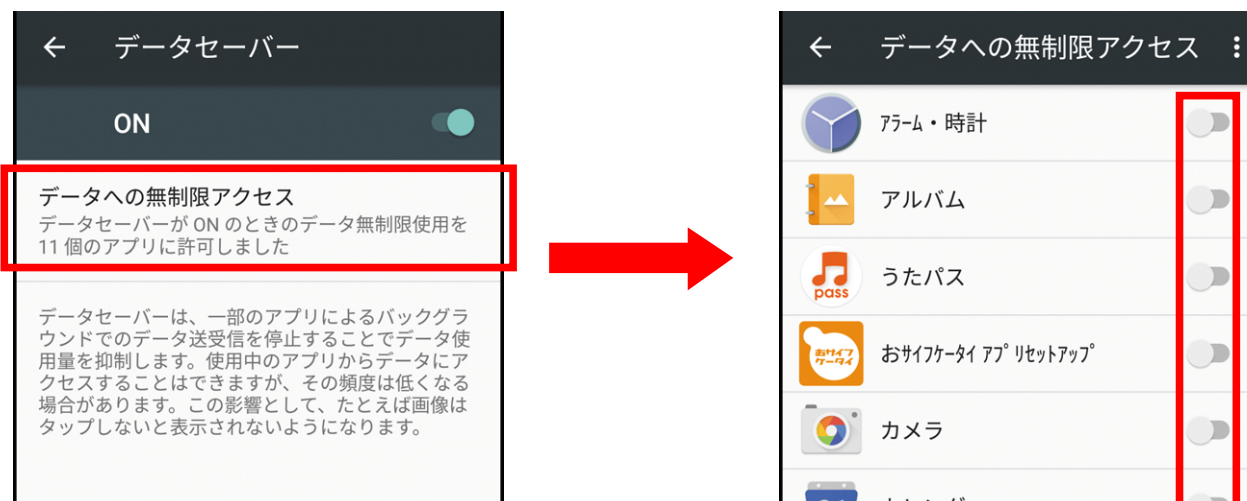 データセーバー
ON
データへの無制限アクセス
データセーバーが ON のときのデータ無制限使用を
11 個のアプリに許可しました
データセーバーは、一部のアプリによるバックグラ
ウンドでのデータ送受信を停止することでデータ使
用量を抑制します。使用中のアプリからデータにア
クセスすることはできますが、その頻度は低くなる
場合があります。この影響として、たとえば画像は
タップしないと表示されないようになります。
データへの無制限アクセス
ｱﾗｰﾑ・時計
アルバム
うたパス
pass
おサイフケータイ
おｻｲﾌｹｰﾀｲ ｱﾌﾟﾘｾｯﾄｱｯﾌﾟ
カメラ